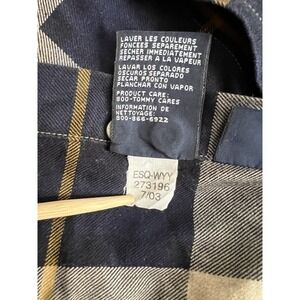 LAVER LES COULEURS
FONCEES SEPAREMENT
SECHER IMMEDIATEMENT
REPASSER A LA VAPEUR
LAVAR LOS COLORES
OSCUROS SEPARADO
SECAR PRONTO
PLANCHAR CON VAPOR
PRODUCT CARE:
800-TOMMY CARES
INFORMACION DE
NETTOYAGE:
800-866-6922
ESQ-WYY
273196
7/03